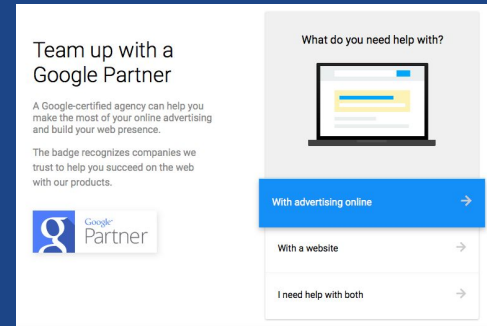 Team up with a
Google Partner
A Google-certified agency can help you
make the most of your online advertising
and build your web presence.
The badge recognizes companies we
trust to help you succeed on the web
with our products.
Google
Partner
What do you need help with?
With advertising online
With a website
I need help with both